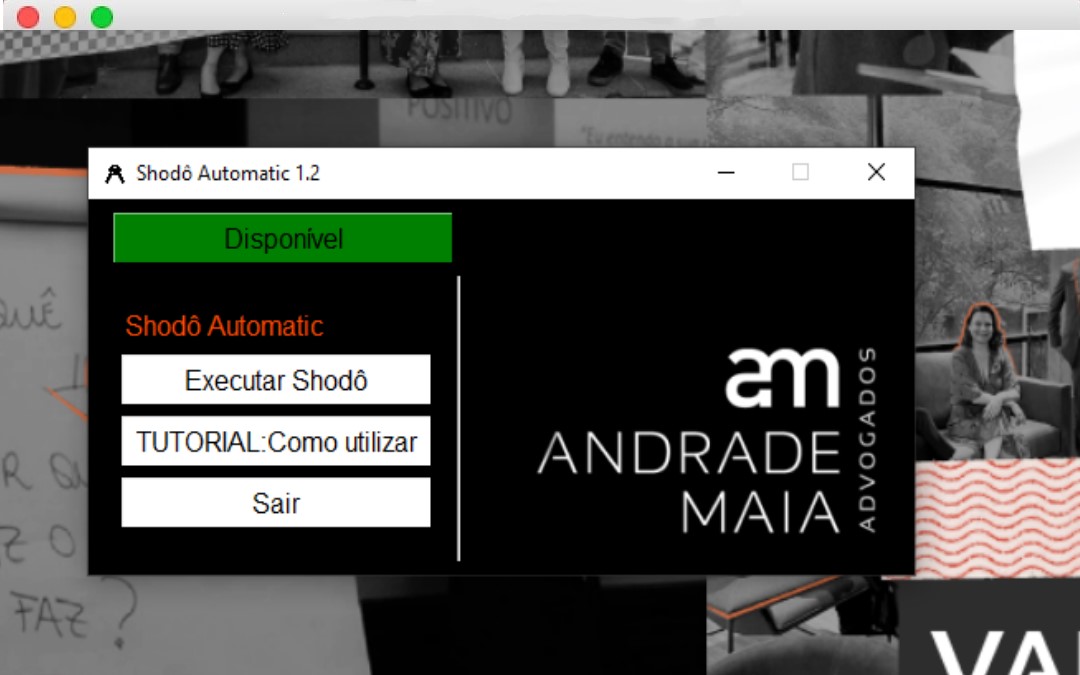 POSITIVO
Shodô Automatic 1.2
Disponível
Shodô Automatic
Executar Shodô
TUTORIAL:Como utilizar
Sair
am
ANDRADE
MAIA
ADVOGADOS
QUÊ
O
FAZ ?